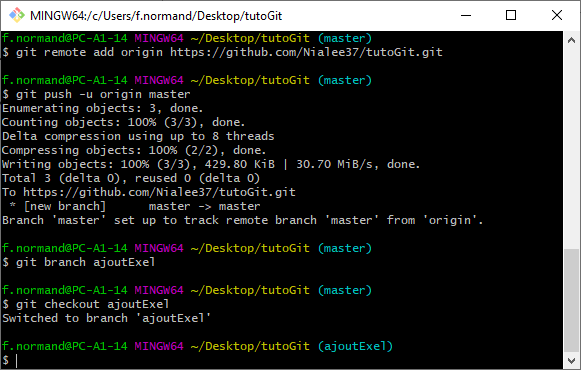 MINGW64:/c/Users/f.normand/Desktop/tutoGit
f.normand@PC-A1-14 MINGW64 ~/Desktop/tutoGit (master)
$ git remote add origin https://github.com/Nialee37/tutoGit.git
f.normand@PC-A1-14 MINGW64 ~/Desktop/tutoGit (master)
$ git push -u origin master
Enumerating objects: 3, done.
Counting objects: 100% (3/3), done.
Delta compression using up to 8 threads
Compressing objects: 100% (2/2), done.
Writing objects: 100% (3/3), 429.80 KiB | 30.70 MiB/s, done.
Total 3 (delta 0), reused 0 (delta 0)
To https://github.com/Nialee37/tutoGit.git
 * [new branch]      master -> master
Branch 'master' set up to track remote branch 'master' from 'origin'.
f.normand@PC-A1-14 MINGW64 ~/Desktop/tutoGit (master)
$ git branch ajoutExel
f.normand@PC-A1-14 MINGW64 ~/Desktop/tutoGit (master)
$ git checkout ajoutExel
Switched to branch 'ajoutExel'
f.normand@PC-A1-14 MINGW64 ~/Desktop/tutoGit (ajoutExel)
$